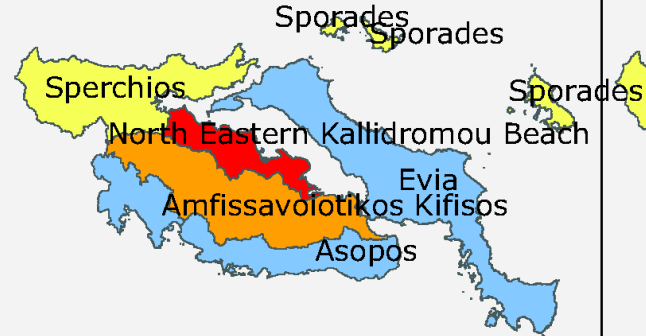 Sporades
Sporades
Sperchios
Sporades
North Eastern Kallidromou Beach
Evia
Amfissavoiotikos Kifisos
Asopos